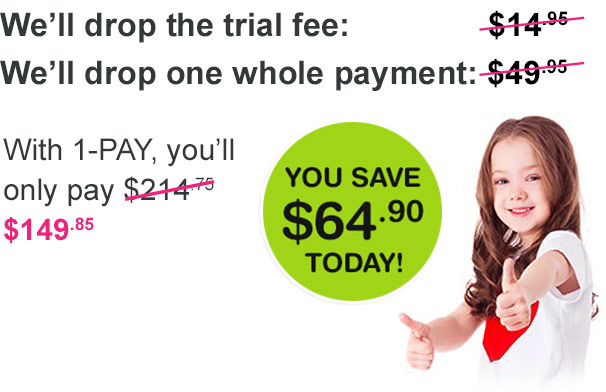 We'll drop the trial fee: $14.95
We'll drop one whole payment: $49.95
With 1-PAY, you'll
only pay $214.75
$149.85
YOU SAVE
$64.90
TODAY!